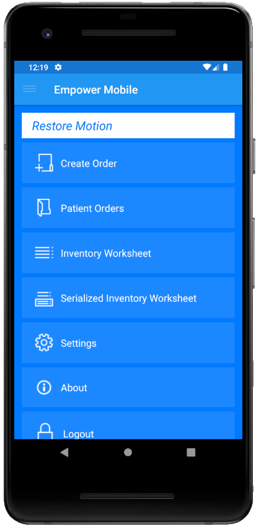 12:19
Empower Mobile
Restore Motion
Create Order
Patient Orders
Inventory Worksheet
Serialized Inventory Worksheet
Settings
About
Logout